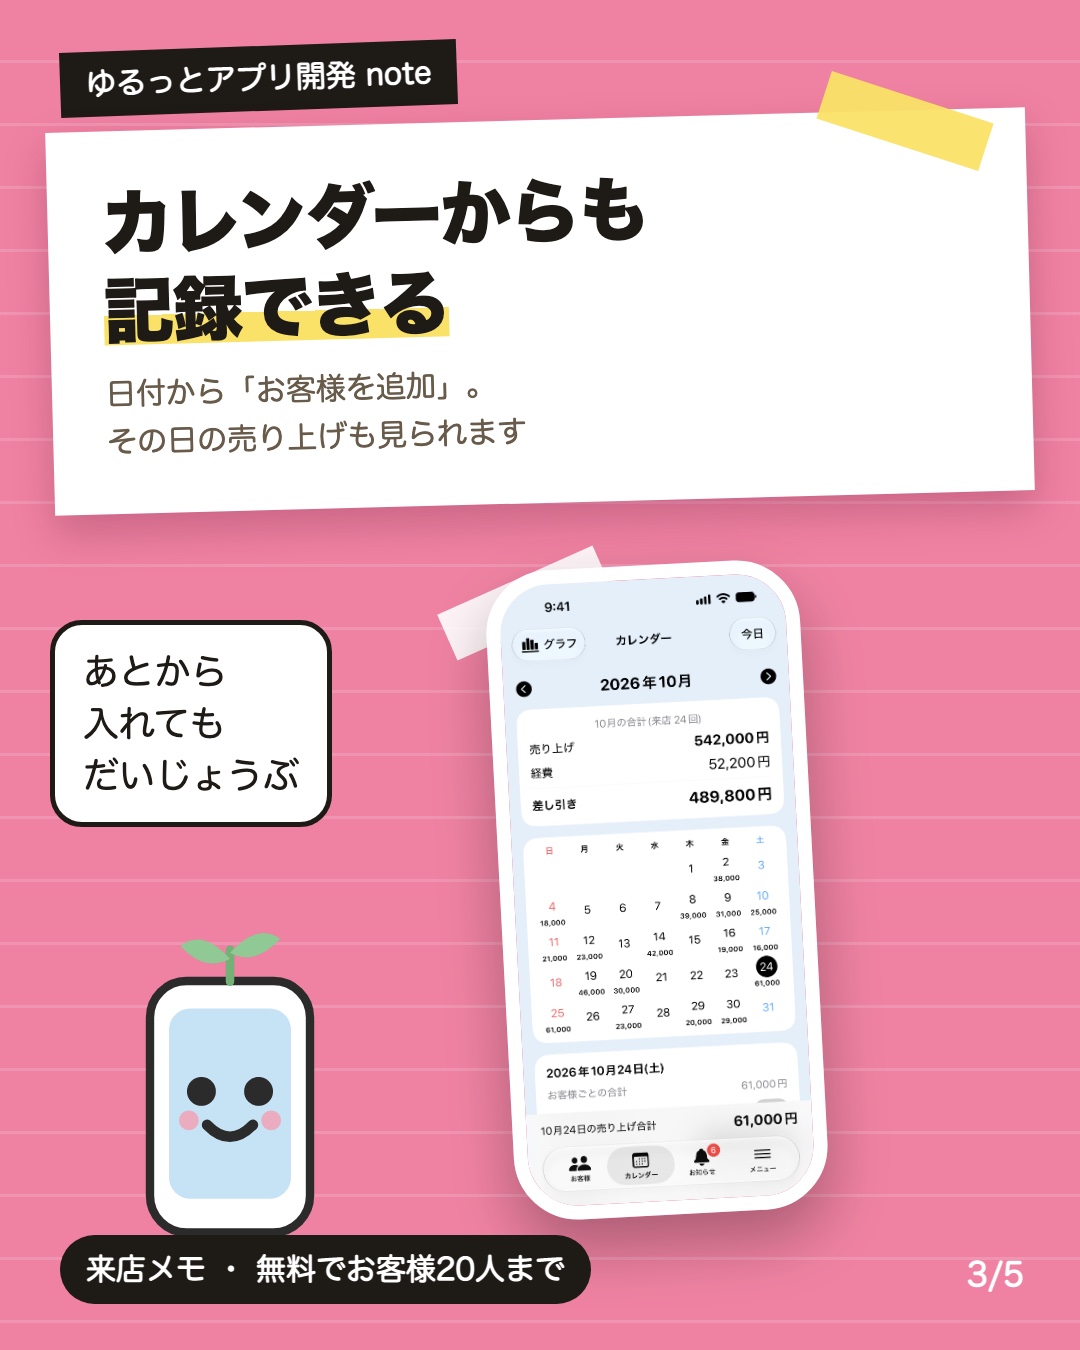 ゆるっとアプリ開発 note
カレンダーからも
記録できる
日付から「お客様を追加」。
その日の売り上げも見られます
あとから
入れても
だいじょうぶ
9:41
グラフ
カレンダー
今日
2026年10月
10月の合計(来店 24回)
売り上げ 542,000円
経費 52,200円
差し引き 489,800円
日 月 火 水 木 金 土
1 2 3
38,000
4 5 6 7 8 9 10
18,000 39,000 31,000 25,000
11 12 13 14 15 16 17
21,000 23,000 42,000 19,000 16,000
18 19 20 21 22 23 24
46,000 30,000 61,000
25 26 27 28 29 30 31
61,000 23,000 20,000 29,000
2026年10月24日(土)
お客様ごとの合計 61,000円
10月24日の売り上げ合計 61,000円
6
お客様 カレンダー お知らせ メニュー
来店メモ ・ 無料でお客様20人まで
3/5